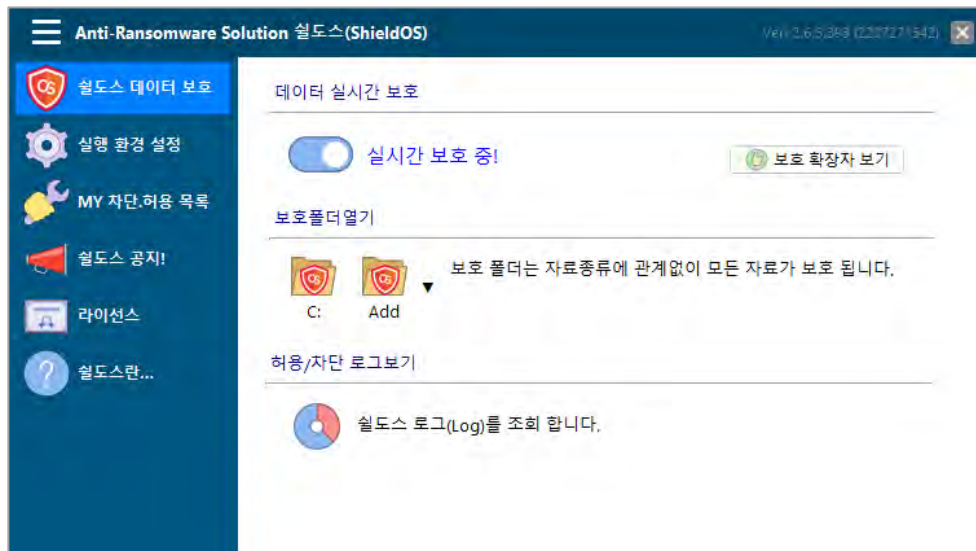 Anti-Ransomware Solution 쉴도스(ShieldOS)
쉴도스 데이터 보호
실행 환경 설정
MY 차단.허용 목록
쉴도스 공지!
라이선스
쉴도스란...
데이터 실시간 보호
실시간 보호 중!
보호 확장자 보기
보호폴더열기
보호 폴더는 자료종류에 관계없이 모든 자료가 보호 됩니다.
C:
Add
허용/차단 로그보기
쉴도스 로그(Log)를 조회 합니다.